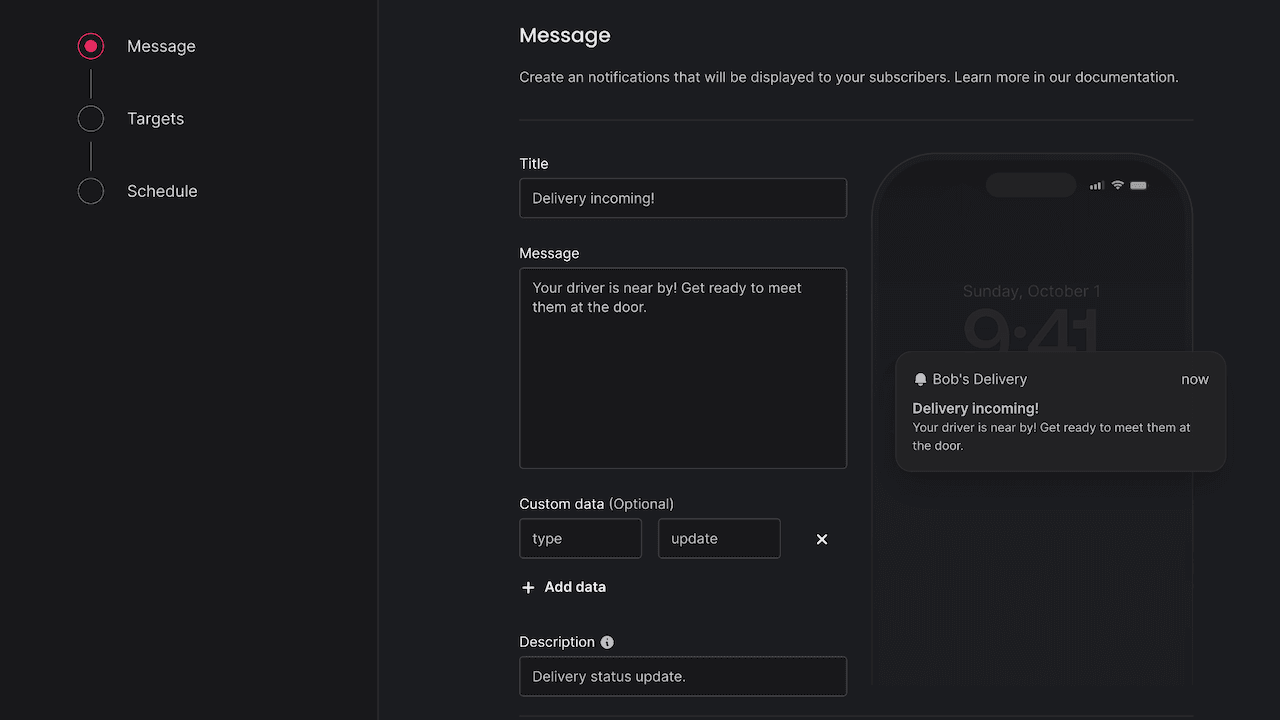 Message
Targets
Schedule
Message
Create an notifications that will be displayed to your subscribers. Learn more in our documentation.
Title
Delivery incoming!
Message
Your driver is near by! Get ready to meet
them at the door.
Custom data (Optional)
type
update
Add data
Description
Delivery status update.
Sunday, October 1
9:41
Bob's Delivery
now
Delivery incoming!
Your driver is near by! Get ready to meet them at
the door.